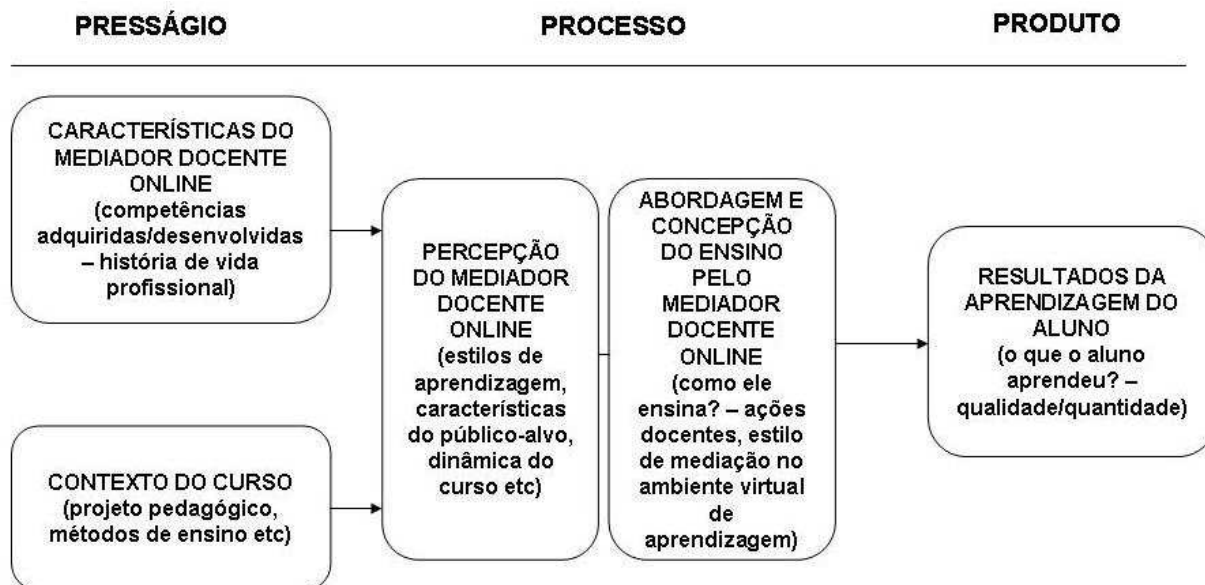 PRESSÁGIO
PROCESSO
PRODUTO
CARACTERÍSTICAS DO
MEDIADOR DOCENTE
ONLINE
(competências
adquiridas/desenvolvidas
– história de vida
profissional)
CONTEXTO DO CURSO
(projeto pedagógico,
métodos de ensino etc)
PERCEPÇÃO
DO MEDIADOR
DOCENTE
ONLINE
(estilos de
aprendizagem,
características
do público-alvo,
dinâmica do
curso etc)
ABORDAGEM E
CONCEPÇÃO
DO ENSINO
PELO
MEDIADOR
DOCENTE
ONLINE
(como ele
ensina? – ações
docentes, estilo
de mediação no
ambiente virtual
de
aprendizagem)
RESULTADOS DA
APRENDIZAGEM DO
ALUNO
(o que o aluno
aprendeu? –
qualidade/quantidade)